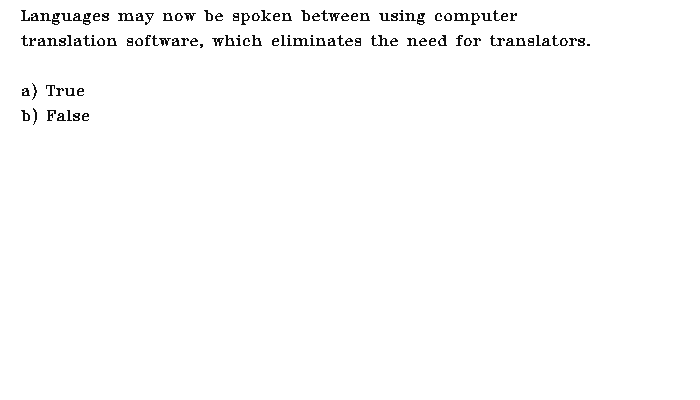 Languages may now be spoken between using computer
translation software, which eliminates the need for translators.
a) True
b) False